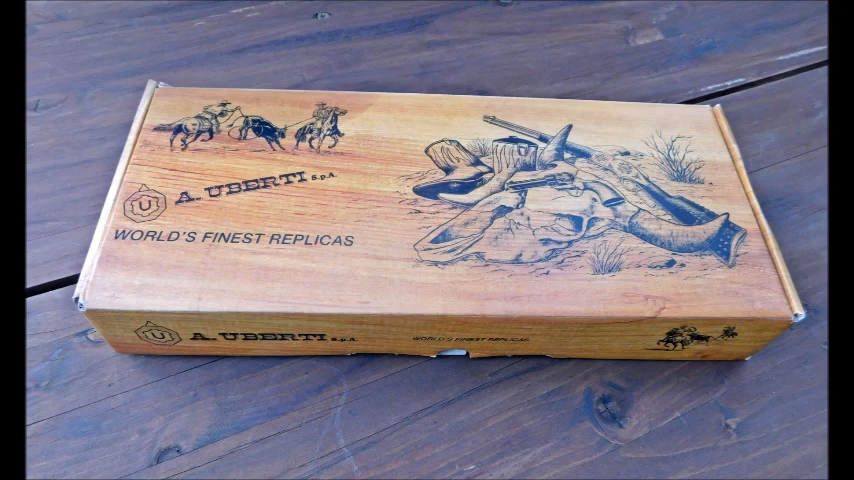 U
A. UBERTI S.p.A.
WORLD'S FINEST REPLICAS
U
A. UBERTI S.p.A.
WORLD'S FINEST REPLICAS